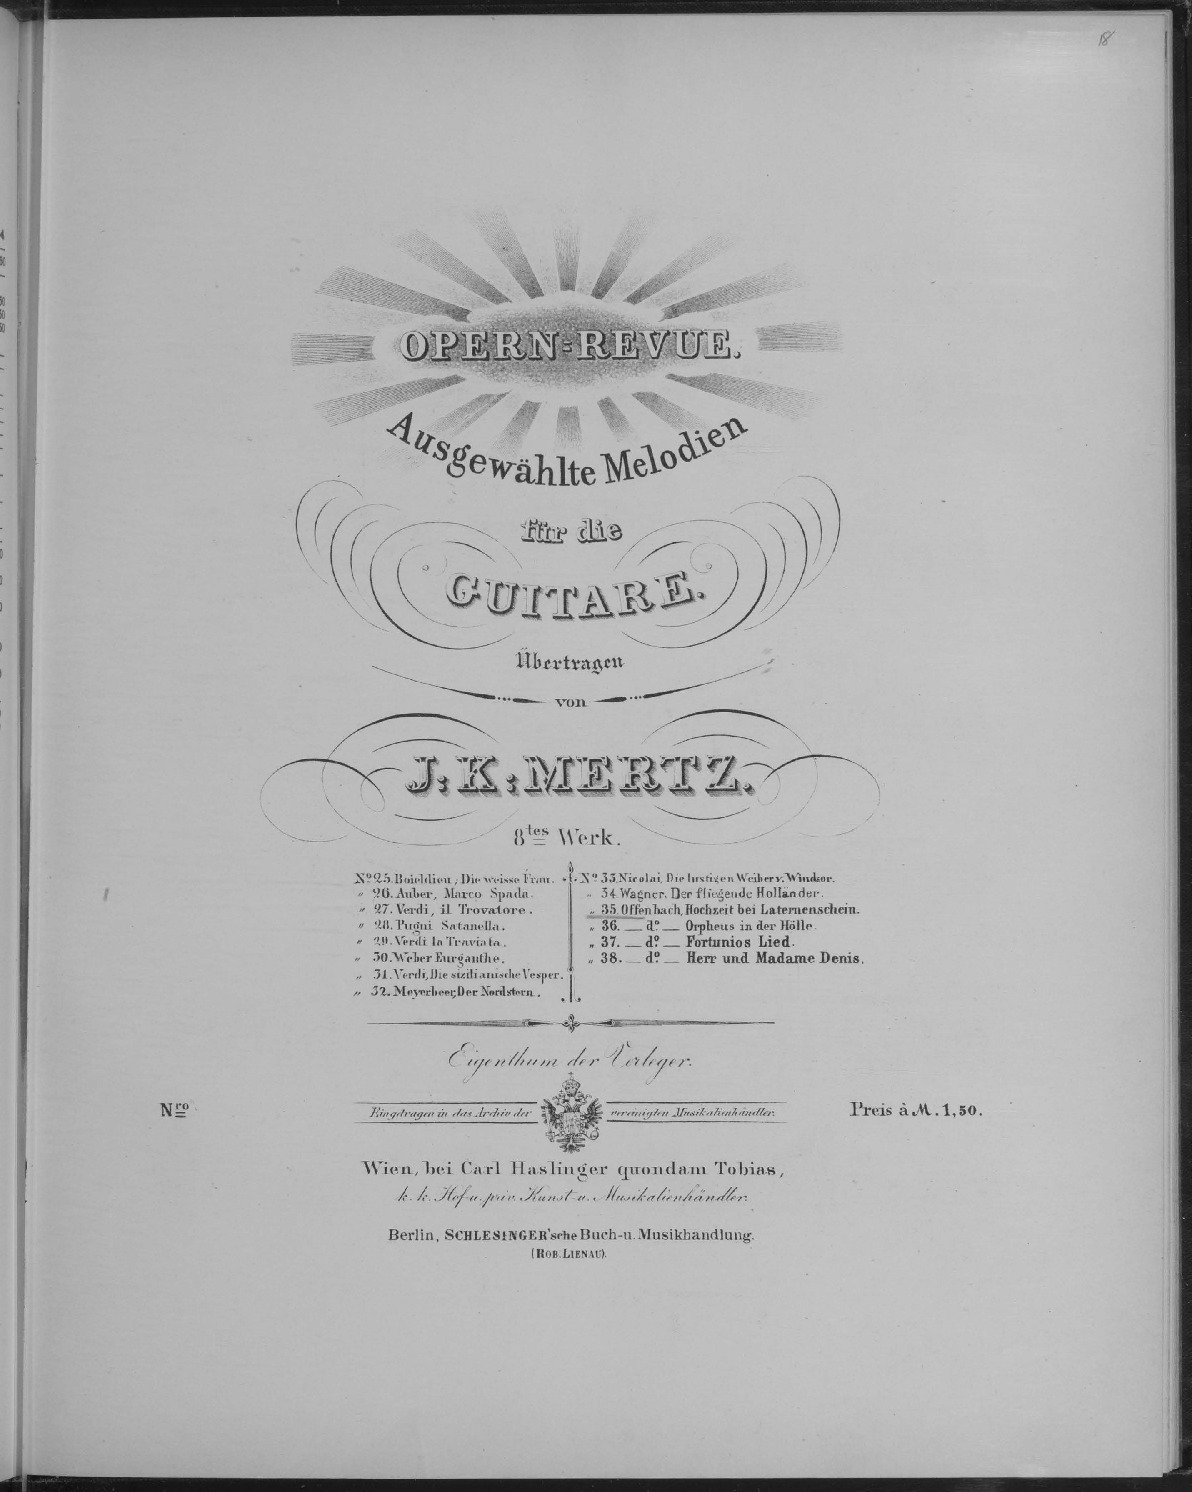 18
OPERN=REVUE.
Ausgewählte Melodien
für die
GUITARE.
Übertragen
von
J: K: MERTZ.
8tes Werk.
No 25. Boieldieu, Die weisse Frau.
" 26. Auber, Marco Spada.
" 27. Verdi, il Trovatore.
" 28. Pugni Satanella.
" 29. Verdi la Traviata.
" 30. Weber Eurganthe.
" 31. Verdi, Die sizilianische Vesper.
" 32. Meyerbeer, Der Nordstern.
No 33. Nicolai, Die lustigen Weiber v. Windsor.
" 34. Wagner. Der fliegende Holländer.
" 35. Offenbach, Hochzeit bei Laternenschein.
" 36. — do — Orpheus in der Hölle.
" 37. — do — Fortunios Lied.
" 38. — do — Herr und Madame Denis.
Eigenthum der Verleger.
Nro
Eingetragen in das Archiv der vereinigten Musikalienhändler.
Preis à M. 1,50.
Wien, bei Carl Haslinger quondam Tobias,
k. k. Hof- u. priv. Kunst- u. Musikalienhändler.
Berlin, SCHLESINGER'sche Buch- u. Musikhandlung.
(ROB. LIENAU).